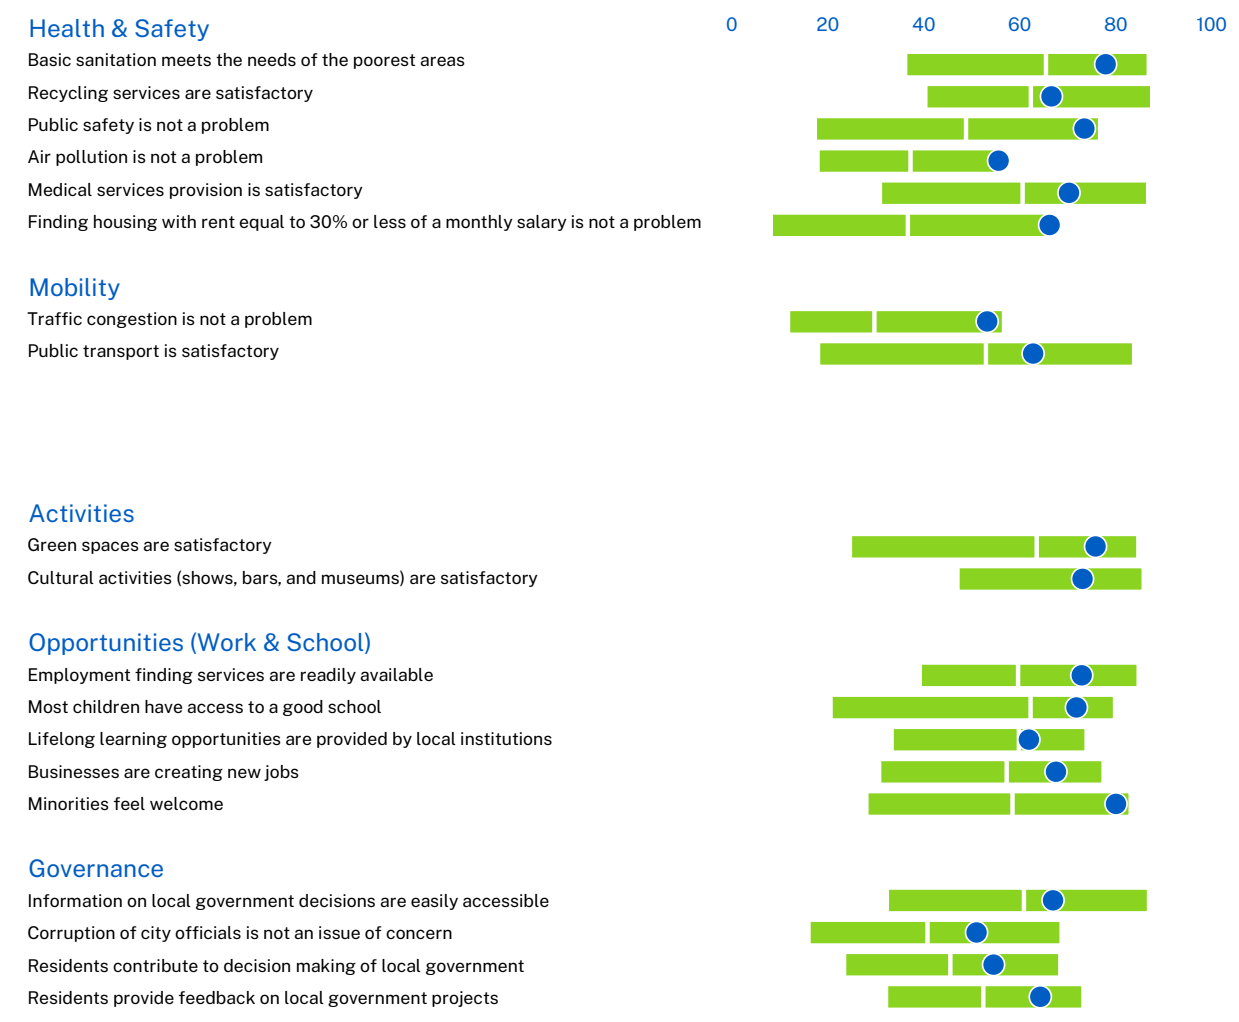 Health & Safety
0 20 40 60 80 100
Basic sanitation meets the needs of the poorest areas
Recycling services are satisfactory
Public safety is not a problem
Air pollution is not a problem
Medical services provision is satisfactory
Finding housing with rent equal to 30% or less of a monthly salary is not a problem
Mobility
Traffic congestion is not a problem
Public transport is satisfactory
Activities
Green spaces are satisfactory
Cultural activities (shows, bars, and museums) are satisfactory
Opportunities (Work & School)
Employment finding services are readily available
Most children have access to a good school
Lifelong learning opportunities are provided by local institutions
Businesses are creating new jobs
Minorities feel welcome
Governance
Information on local government decisions are easily accessible
Corruption of city officials is not an issue of concern
Residents contribute to decision making of local government
Residents provide feedback on local government projects